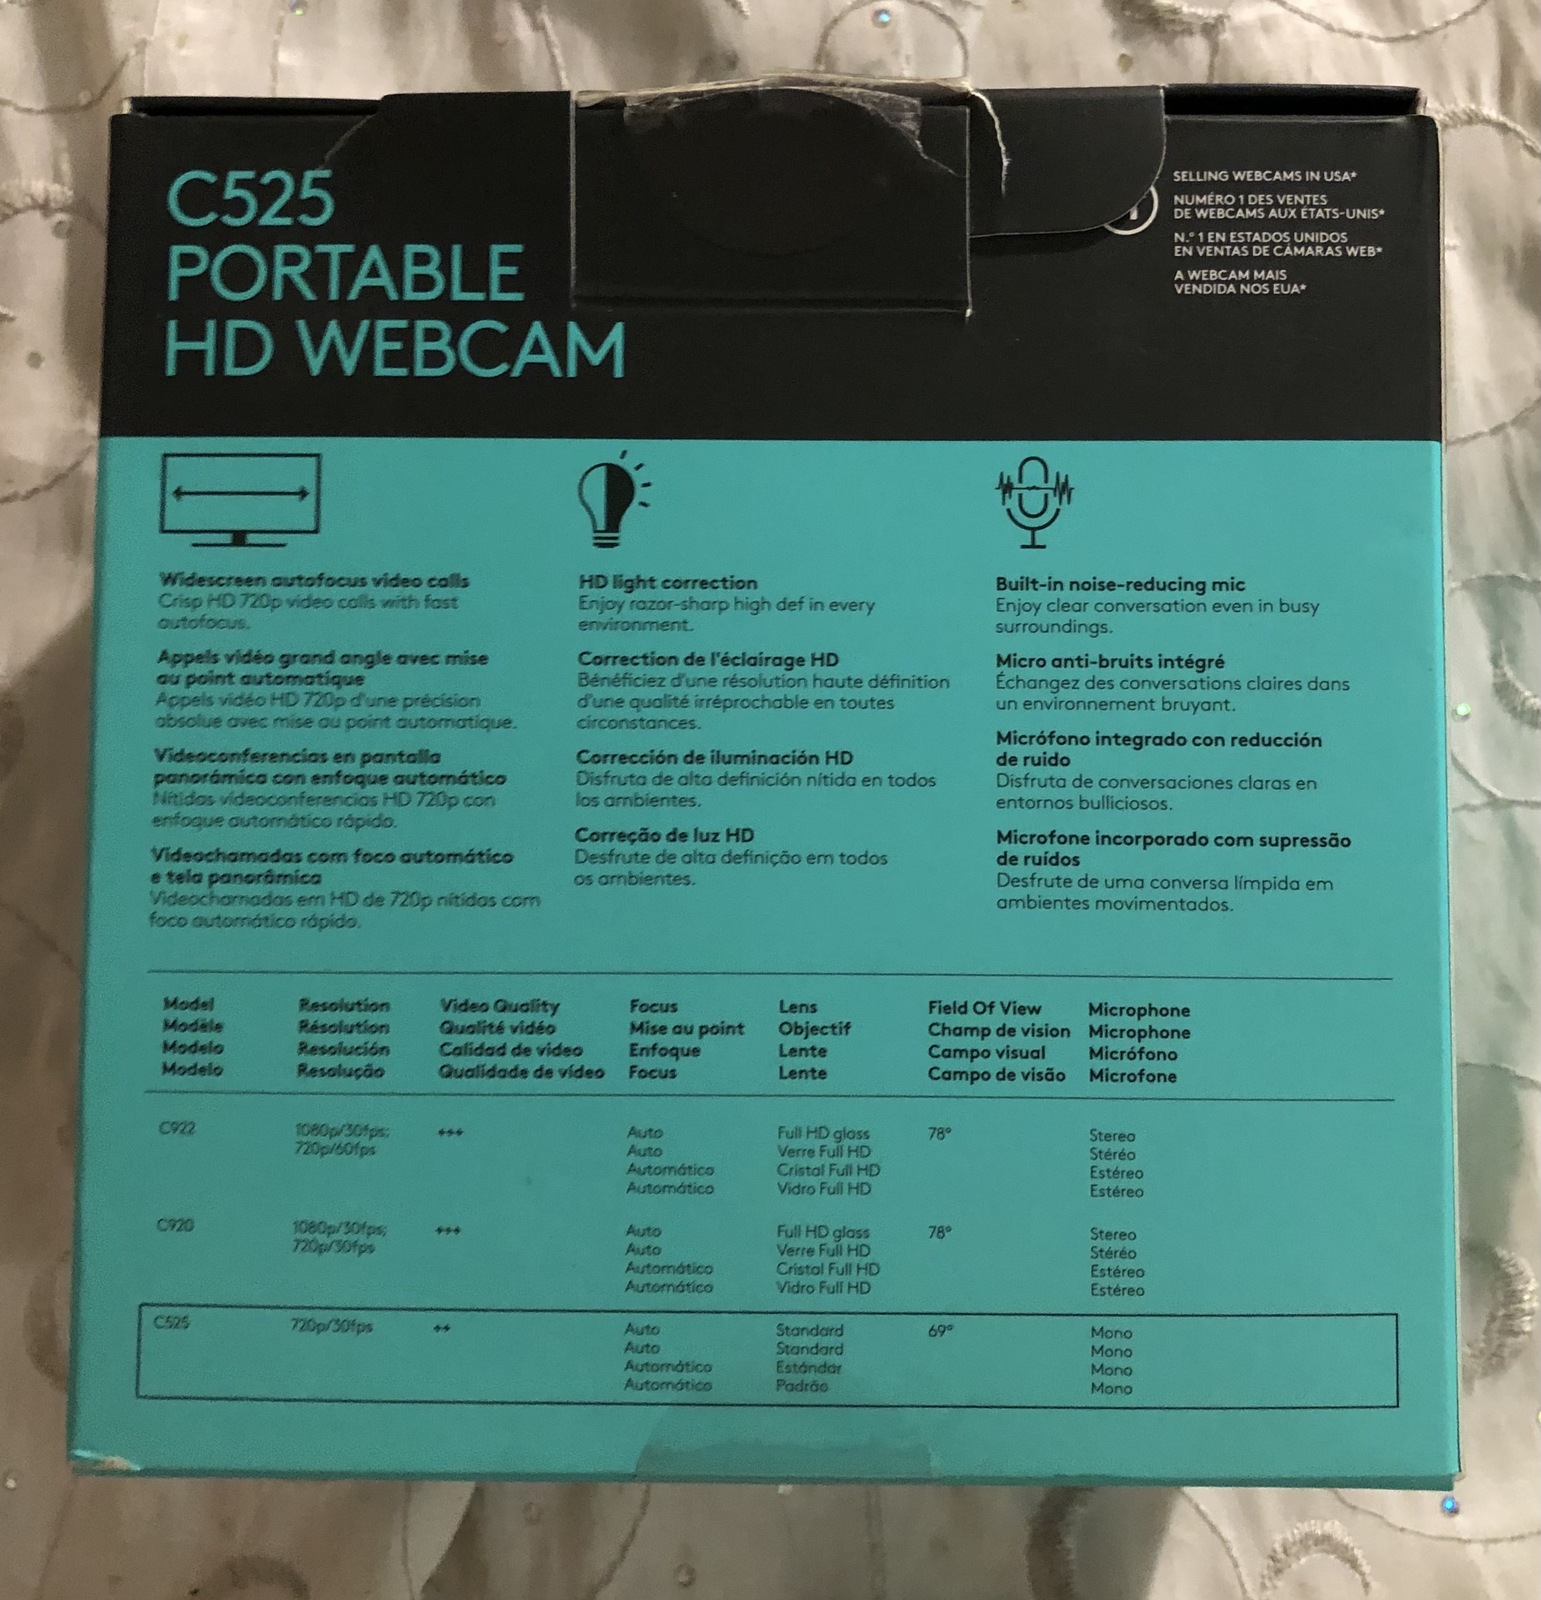 C525
PORTABLE
HD WEBCAM
SELLING WEBCAMS IN USA*
NUMÉRO 1 DES VENTES
DE WEBCAMS AUX ÉTATS-UNIS*
N.° 1 EN ESTADOS UNIDOS
EN VENTAS DE CÁMARAS WEB*
A WEBCAM MAIS
VENDIDA NOS EUA*
Widescreen autofocus video calls
Crisp HD 720p video calls with fast
autofocus.
Appels vidéo grand angle avec mise
au point automatique
Appels vidéo HD 720p d'une précision
absolue avec mise au point automatique.
Videoconferencias en pantalla
panorámica con enfoque automático
Nítidas videoconferencias HD 720p con
enfoque automático rápido.
Videochamadas com foco automático
e tela panorâmica
Videochamadas em HD de 720p nítidas com
foco automático rápido.
HD light correction
Enjoy razor-sharp high def in every
environment.
Correction de l'éclairage HD
Bénéficiez d'une résolution haute définition
d'une qualité irréprochable en toutes
circonstances.
Corrección de iluminación HD
Disfruta de alta definición nítida en todos
los ambientes.
Correção de luz HD
Desfrute de alta definição em todos
os ambientes.
Built-in noise-reducing mic
Enjoy clear conversation even in busy
surroundings.
Micro anti-bruits intégré
Échangez des conversations claires dans
un environnement bruyant.
Micrófono integrado con reducción
de ruido
Disfruta de conversaciones claras en
entornos bulliciosos.
Microfone incorporado com supressão
de ruídos
Desfrute de uma conversa límpida em
ambientes movimentados.
Model Resolution Video Quality Focus Lens Field Of View Microphone
Modèle Résolution Qualité vidéo Mise au point Objectif Champ de vision Microphone
Modelo Resolución Calidad de video Enfoque Lente Campo visual Micrófono
Modelo Resolução Qualidade de vídeo Focus Lente Campo de visão Microfone
C922 1080p/30fps; +++ Auto Full HD glass 78° Stereo
720p/60fps Auto Verre Full HD Stéréo
Automático Cristal Full HD Estéreo
Automático Vidro Full HD Estéreo
C920 1080p/30fps; +++ Auto Full HD glass 78° Stereo
720p/30fps Auto Verre Full HD Stéréo
Automático Cristal Full HD Estéreo
Automático Vidro Full HD Estéreo
C525 720p/30fps ++ Auto Standard 69° Mono
Auto Standard Mono
Automático Estándar Mono
Automático Padrão Mono